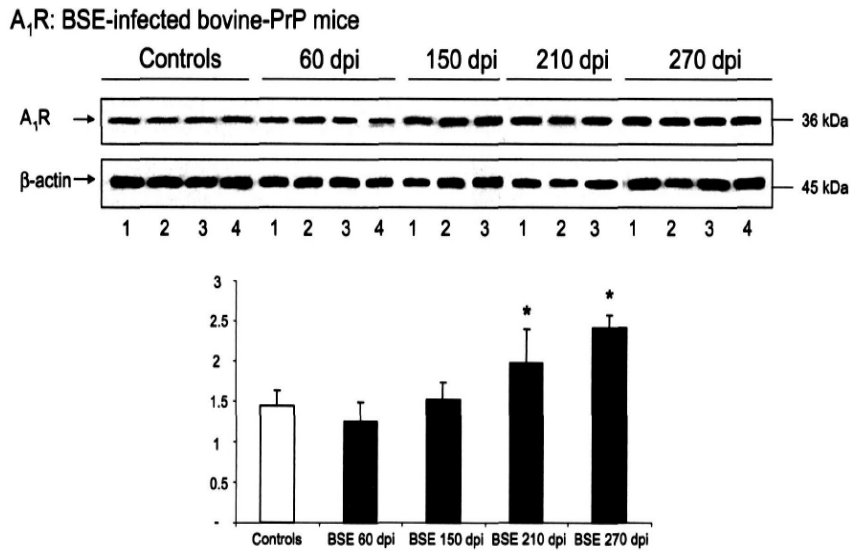 A₁R: BSE-infected bovine-PrP mice
Controls 60 dpi 150 dpi 210 dpi 270 dpi
A₁R → 36 kDa
β-actin → 45 kDa
1 2 3 4 1 2 3 4 1 2 3 1 2 3 1 2 3 4
3
2.5
2
1.5
1
0.5
-
* *
Controls BSE 60 dpi BSE 150 dpi BSE 210 dpi BSE 270 dpi